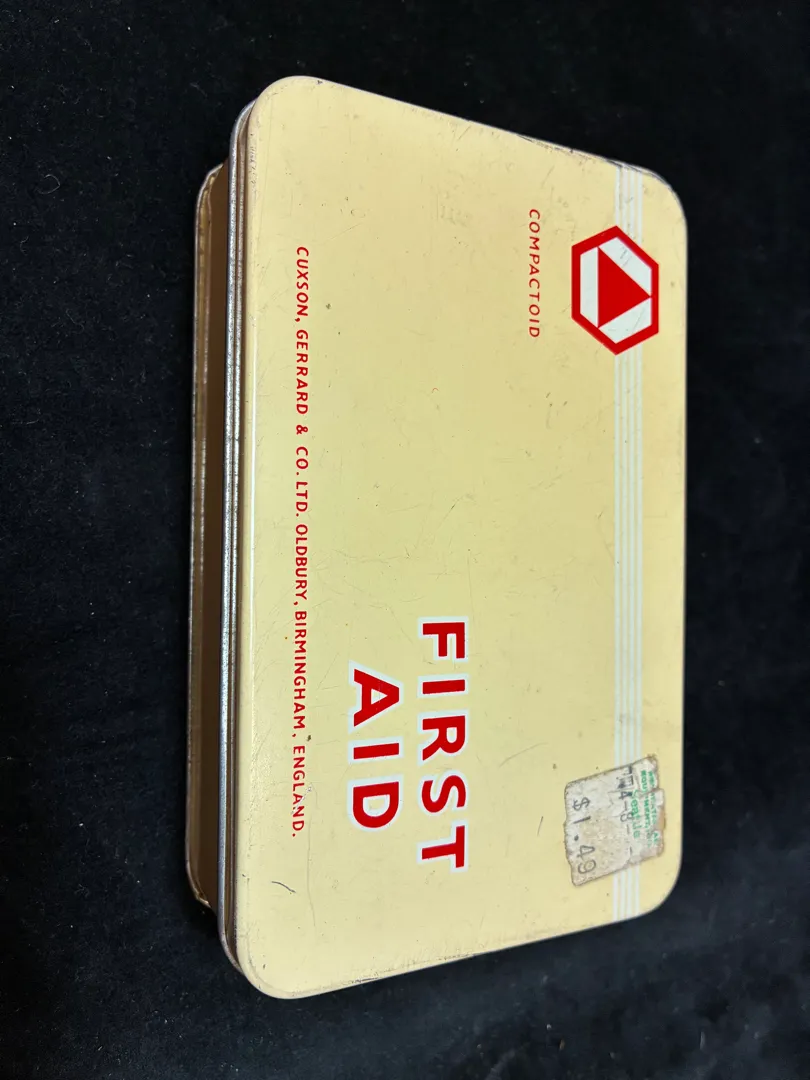 COMPACTOID
FIRST
AID
CUXSON, GERRARD & CO. LTD. OLDBURY, BIRMINGHAM, ENGLAND.
$1.49